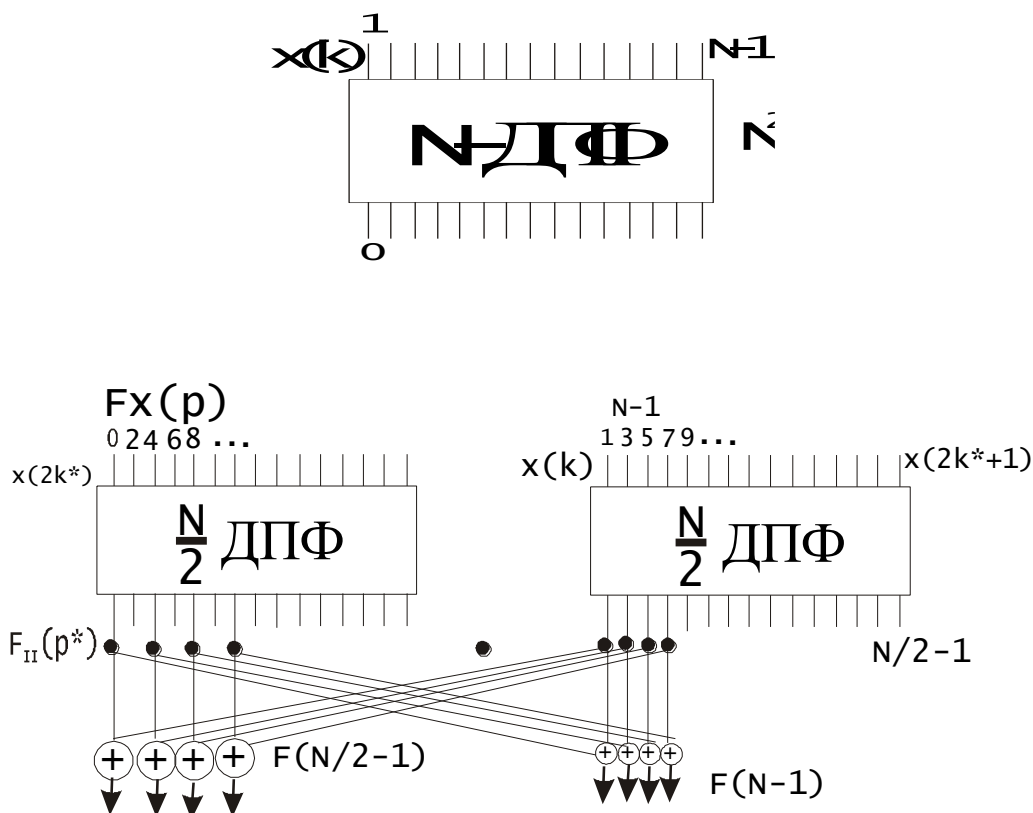 1
x(k)
N-1
N-ДПФ
N²
0
Fx(p)
N-1
0 2 4 6 8 ...
1 3 5 7 9 ...
x(2k*)
x(k)
x(2k*+1)
N/2 ДПФ
N/2 ДПФ
F_II(p*)
N/2-1
+ + + +
F(N/2-1)
+ + + +
F(N-1)